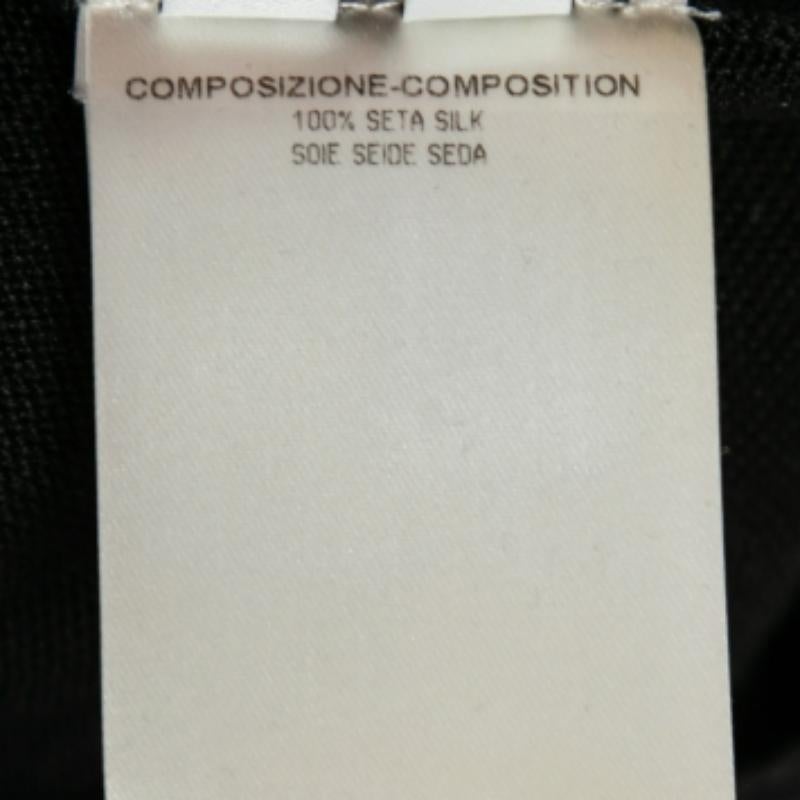 COMPOSIZIONE-COMPOSITION
100% SETA SILK
SOIE SEIDE SEDA